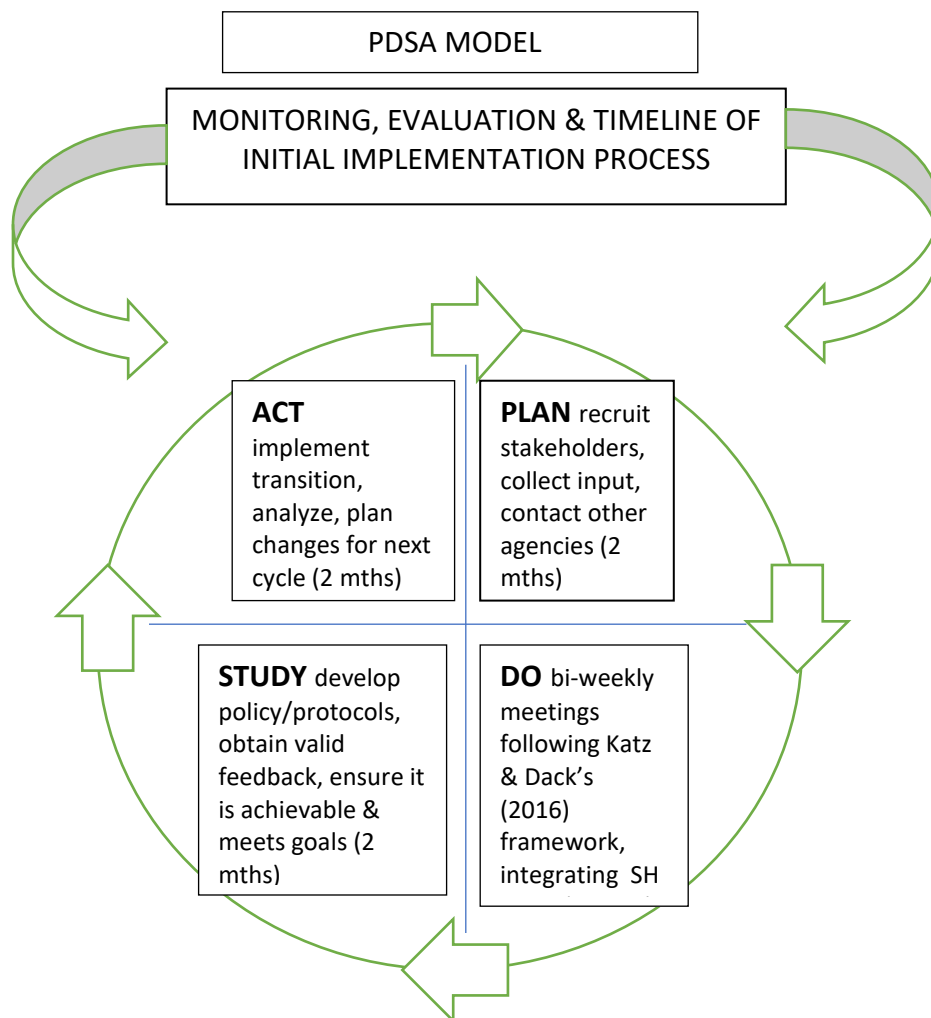 PDSA MODEL
MONITORING, EVALUATION & TIMELINE OF
INITIAL IMPLEMENTATION PROCESS
ACT
implement
transition,
analyze, plan
changes for next
cycle (2 mths)
PLAN recruit
stakeholders,
collect input,
contact other
agencies (2
mths)
STUDY develop
policy/protocols,
obtain valid
feedback, ensure it
is achievable &
meets goals (2
mths)
DO bi-weekly
meetings
following Katz
& Dack’s
(2016)
framework,
integrating SH